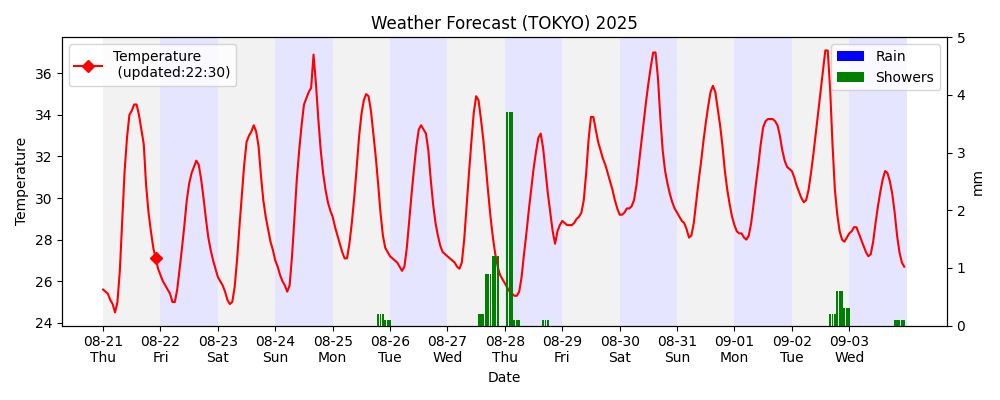 Weather Forecast (TOKYO) 2025
Temperature
(updated:22:30)
Rain
Showers
Temperature
36
34
32
30
28
26
24
5
4
3
2
1
0
mm
08-21 08-22 08-23 08-24 08-25 08-26 08-27 08-28 08-29 08-30 08-31 09-01 09-02 09-03
Thu Fri Sat Sun Mon Tue Wed Thu Fri Sat Sun Mon Tue Wed
Date